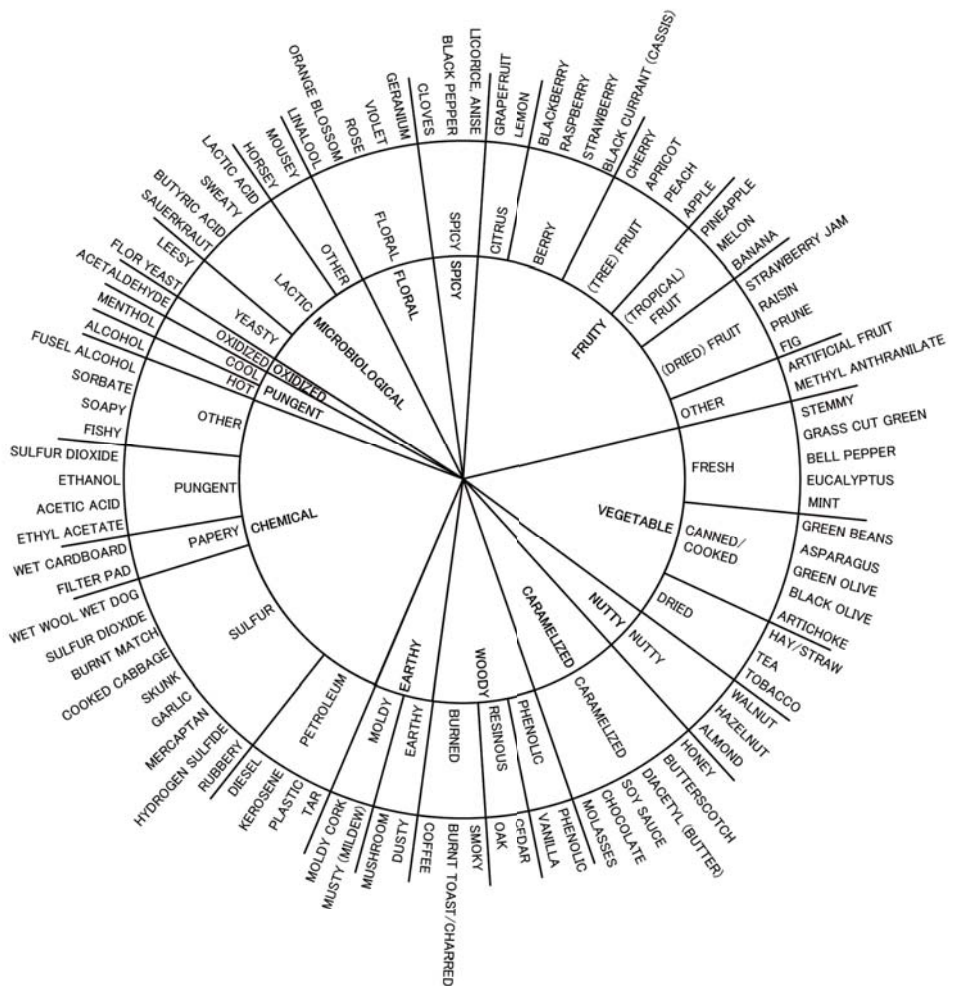 LICORICE, ANISE
GRAPEFRUIT
LEMON
BLACKBERRY
RASPBERRY
STRAWBERRY
BLACK CURRANT (CASSIS)
CHERRY
APRICOT
PEACH
APPLE
PINEAPPLE
MELON
BANANA
STRAWBERRY JAM
RAISIN
PRUNE
FIG
ARTIFICIAL FRUIT
METHYL ANTHRANILATE
STEMMY
GRASS CUT GREEN
BELL PEPPER
EUCALYPTUS
MINT
GREEN BEANS
ASPARAGUS
GREEN OLIVE
BLACK OLIVE
ARTICHOKE
HAY/STRAW
TEA
TOBACCO
WALNUT
HAZELNUT
ALMOND
HONEY
BUTTERSCOTCH
DIACETYL (BUTTER)
SOY SAUCE
CHOCOLATE
MOLASSES
PHENOLIC
VANILLA
CEDAR
OAK
SMOKY
BURNT TOAST/CHARRED
COFFEE
DUSTY
MUSHROOM
MUSTY (MILDEW)
MOLDY CORK
TAR
PLASTIC
KEROSENE
DIESEL
RUBBERY
HYDROGEN SULFIDE
MERCAPTAN
GARLIC
SKUNK
COOKED CABBAGE
BURNT MATCH
SULFUR DIOXIDE
WET WOOL WET DOG
FILTER PAD
WET CARDBOARD
ETHYL ACETATE
ACETIC ACID
ETHANOL
SULFUR DIOXIDE
FISHY
SOAPY
SORBATE
FUSEL ALCOHOL
ALCOHOL
MENTHOL
ACETALDEHYDE
FLOR YEAST
LEESY
SAUERKRAUT
BUTYRIC ACID
SWEATY
LACTIC ACID
HORSEY
MOUSEY
LINALOOL
ORANGE BLOSSOM
ROSE
VIOLET
GERANIUM
CLOVES
BLACK PEPPER
CITRUS
BERRY
(TREE) FRUIT
(TROPICAL)
FRUIT
(DRIED) FRUIT
OTHER
FRESH
CANNED/
COOKED
DRIED
NUTTY
CARAMELIZED
PHENOLIC
RESINOUS
BURNED
EARTHY
MOLDY
PETROLEUM
SULFUR
PAPERY
PUNGENT
OTHER
HOT
COOL
OXIDIZED
YEASTY
LACTIC
OTHER
FLORAL
SPICY
FRUITY
VEGETABLE
NUTTY
CARAMELIZED
WOODY
EARTHY
CHEMICAL
PUNGENT
OXIDIZED
MICROBIOLOGICAL
FLORAL
SPICY